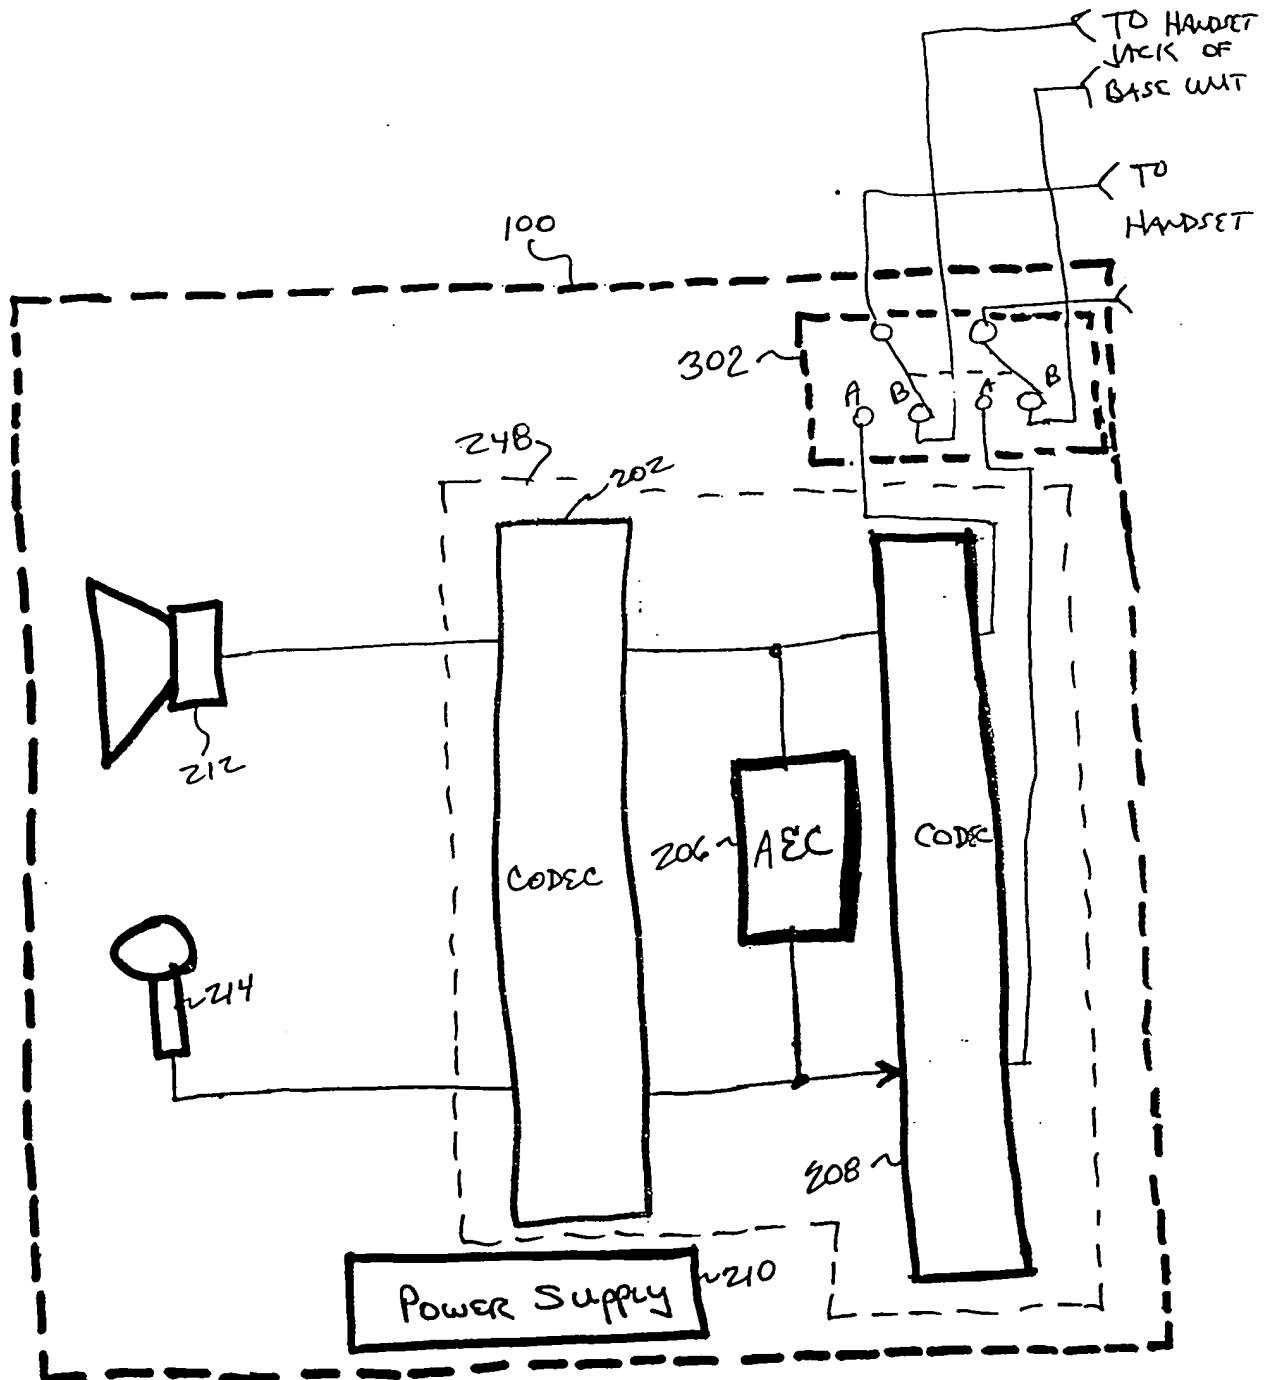 TO HANDSET
JACK OF
BASE UNIT
TO
HANDSET
100
302
A
B
A
B
248
202
212
CODEC
206
AEC
CODEC
214
208
POWER SUPPLY
210